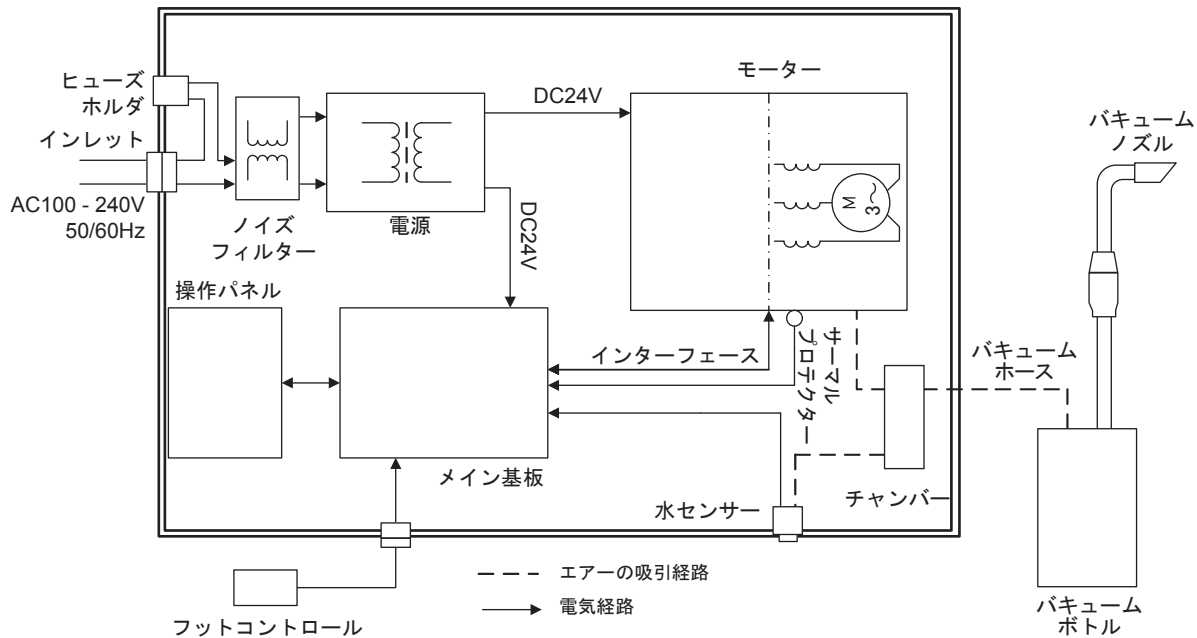 ヒューズ
ホルダ
インレット
AC100 - 240V
50/60Hz
ノイズ
フィルター
電源
DC24V
DC24V
モーター
M
3~
バキューム
ノズル
操作パネル
インターフェース
サーマル
プロテクター
バキューム
ホース
メイン基板
水センサー
チャンバー
フットコントロール
エアーの吸引経路
電気経路
バキューム
ボトル